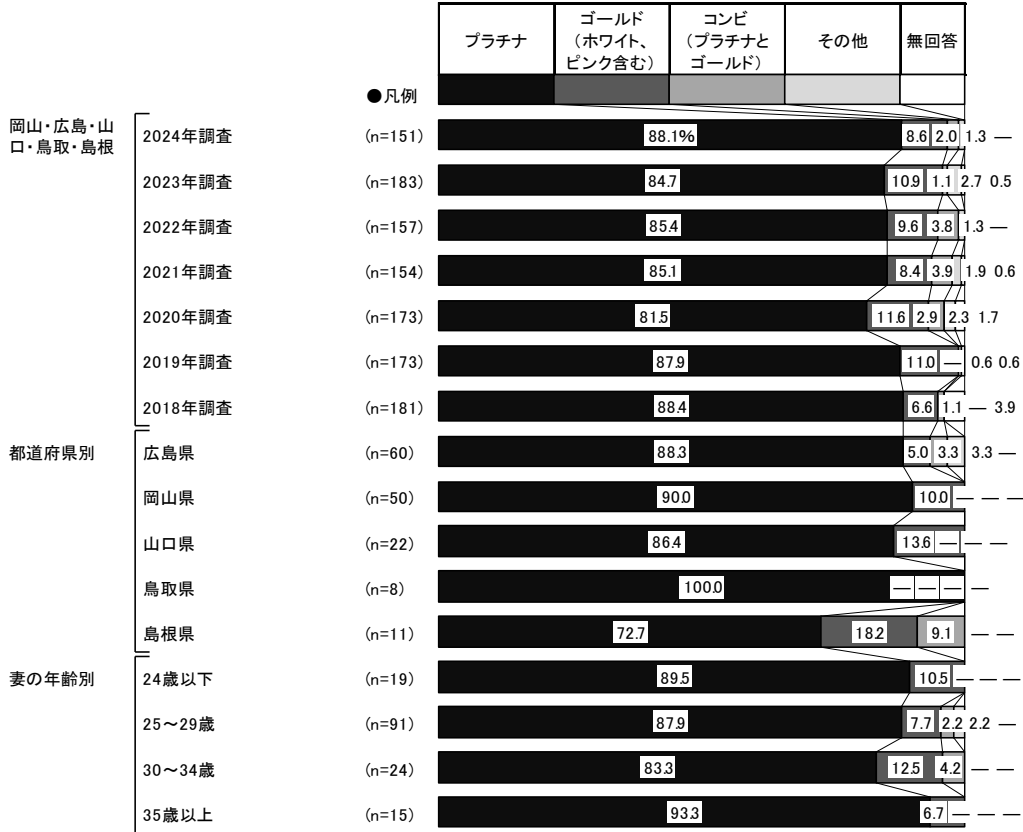 プラチナ
ゴールド
(ホワイト、
ピンク含む)
コンビ
(プラチナと
ゴールド)
その他
無回答
●凡例
岡山・広島・山
口・鳥取・島根
2024年調査 (n=151) 88.1% 8.6 2.0 1.3 ―
2023年調査 (n=183) 84.7 10.9 1.1 2.7 0.5
2022年調査 (n=157) 85.4 9.6 3.8 1.3 ―
2021年調査 (n=154) 85.1 8.4 3.9 1.9 0.6
2020年調査 (n=173) 81.5 11.6 2.9 2.3 1.7
2019年調査 (n=173) 87.9 11.0 ― 0.6 0.6
2018年調査 (n=181) 88.4 6.6 1.1 ― 3.9
都道府県別
広島県 (n=60) 88.3 5.0 3.3 3.3 ―
岡山県 (n=50) 90.0 10.0 ― ― ―
山口県 (n=22) 86.4 13.6 ― ― ―
鳥取県 (n=8) 100.0 ― ― ― ―
島根県 (n=11) 72.7 18.2 9.1 ― ―
妻の年齢別
24歳以下 (n=19) 89.5 10.5 ― ― ―
25～29歳 (n=91) 87.9 7.7 2.2 2.2 ―
30～34歳 (n=24) 83.3 12.5 4.2 ― ―
35歳以上 (n=15) 93.3 6.7 ― ― ―